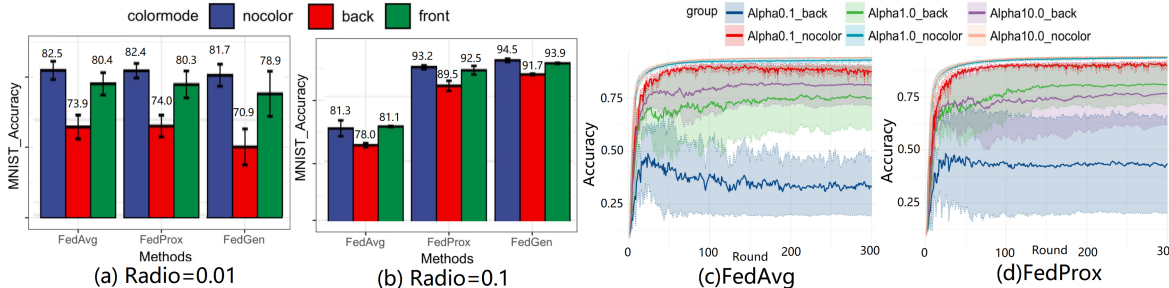 colormode nocolor back front
MNIST_Accuracy
82.5 73.9 80.4 82.4 74.0 80.3 81.7 70.9 78.9
FedAvg FedProx FedGen
Methods
(a) Radio=0.01
MNIST_Accuracy
81.3 78.0 81.1 93.2 89.5 92.5 94.5 91.7 93.9
FedAvg FedProx FedGen
Methods
(b) Radio=0.1
group Alpha0.1_back Alpha1.0_back Alpha10.0_back
Alpha0.1_nocolor Alpha1.0_nocolor Alpha10.0_nocolor
Accuracy
0.75
0.50
0.25
0 100 200 300
Round
(c)FedAvg
Accuracy
0.75
0.50
0.25
0 100 200 300
Round
(d)FedProx